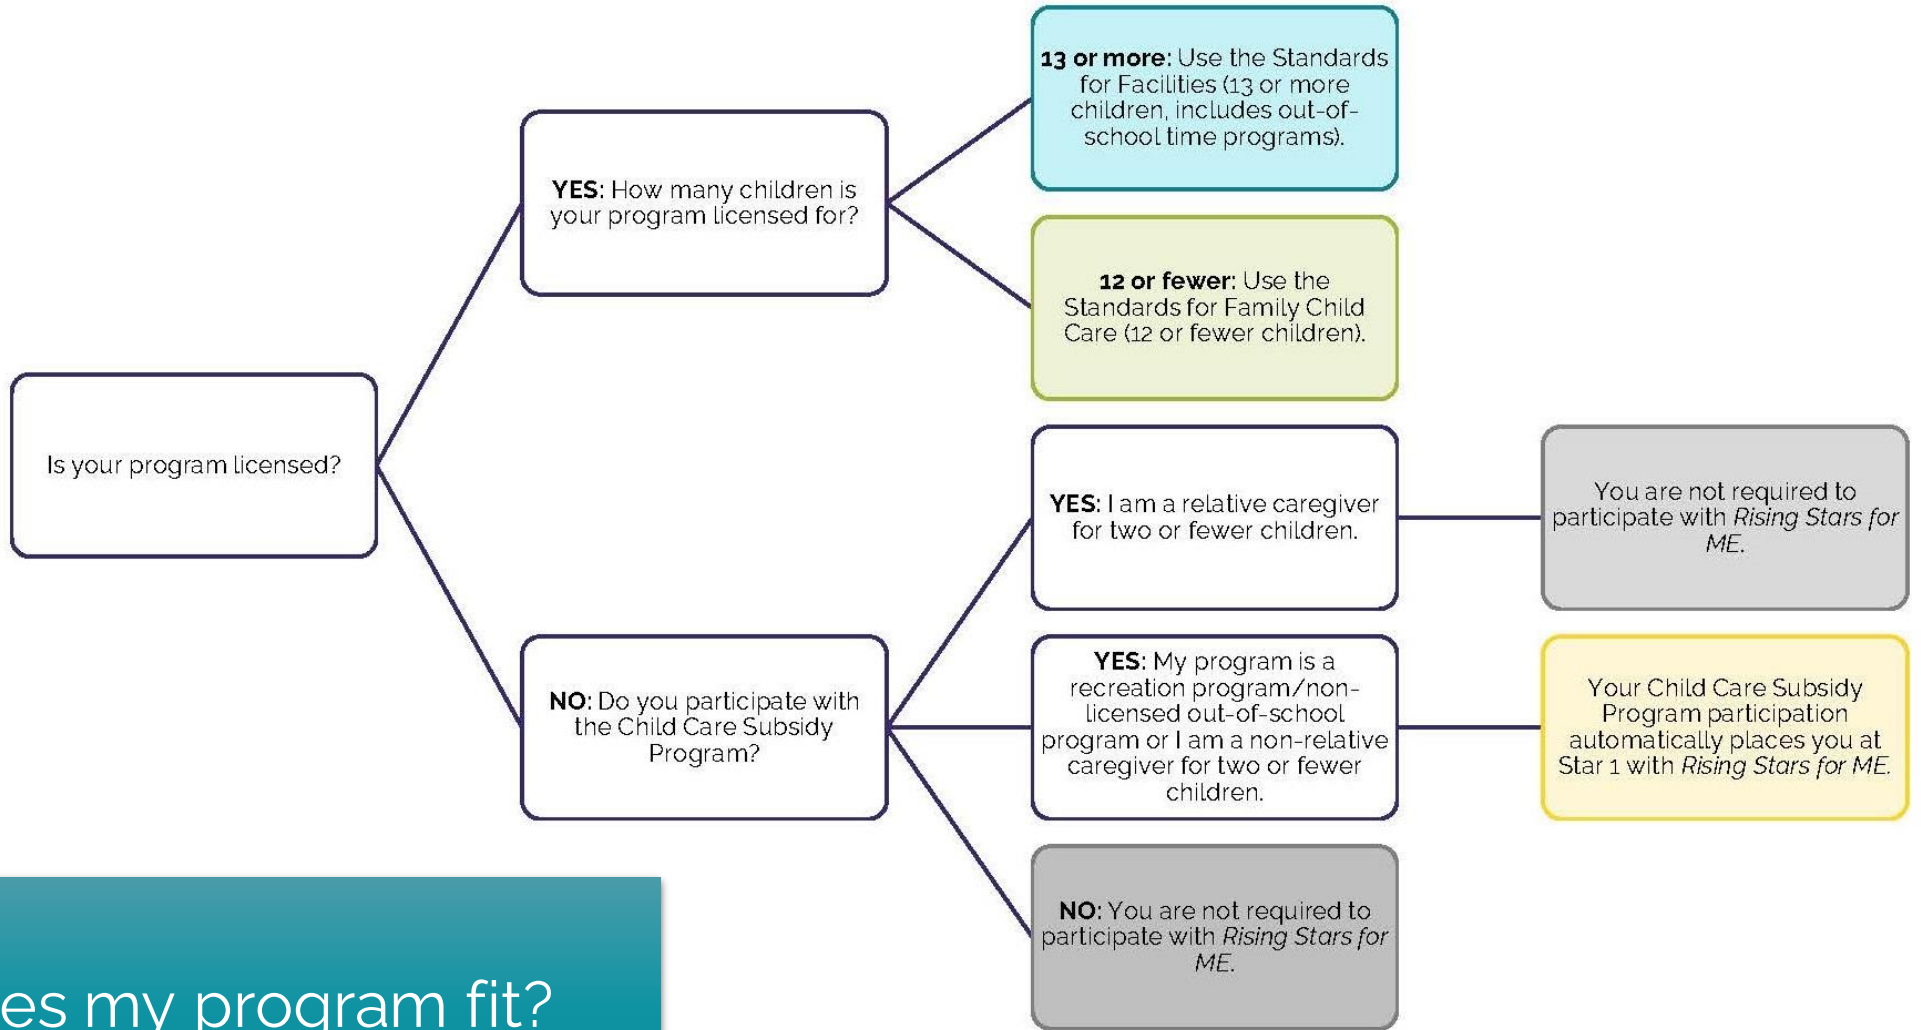 Is your program licensed?
YES: How many children is
your program licensed for?
13 or more: Use the Standards
for Facilities (13 or more
children, includes out-of-
school time programs).
12 or fewer: Use the
Standards for Family Child
Care (12 or fewer children).
NO: Do you participate with
the Child Care Subsidy
Program?
YES: I am a relative caregiver
for two or fewer children.
You are not required to
participate with Rising Stars for
ME.
YES: My program is a
recreation program/non-
licensed out-of-school
program or I am a non-relative
caregiver for two or fewer
children.
Your Child Care Subsidy
Program participation
automatically places you at
Star 1 with Rising Stars for ME.
NO: You are not required to
participate with Rising Stars for
ME.
es my program fit?